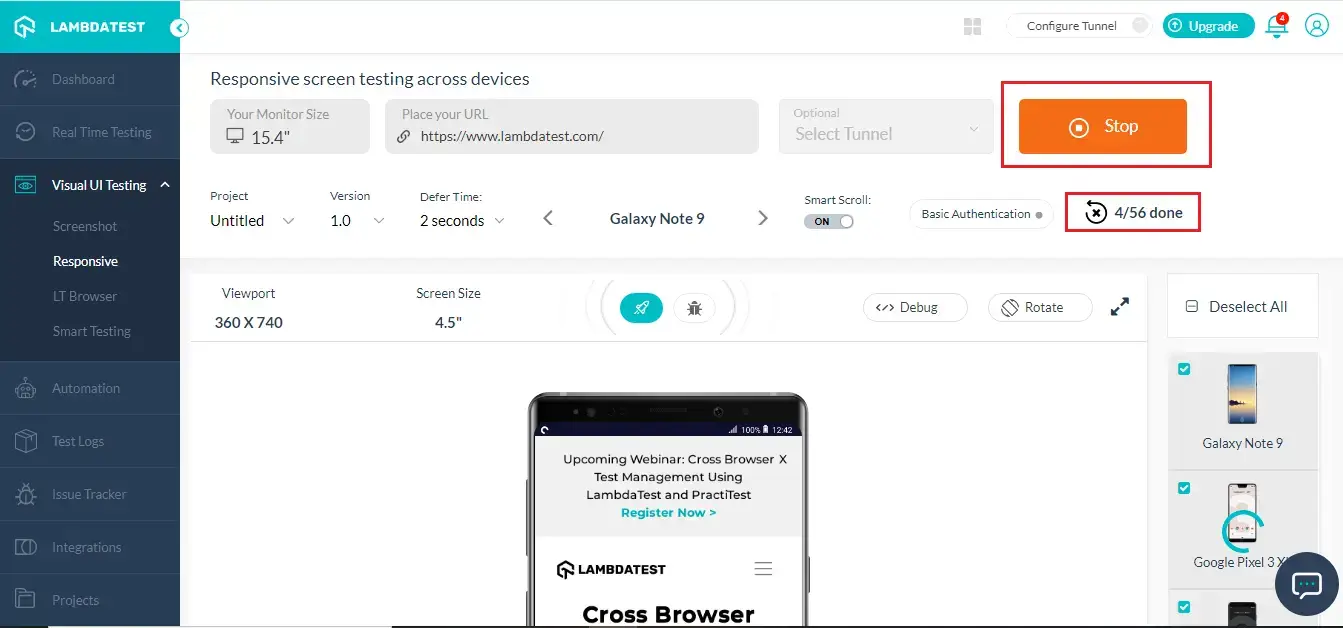 LAMBDATEST
Configure Tunnel
Upgrade
4
Dashboard
Real Time Testing
Visual UI Testing
Screenshot
Responsive
LT Browser
Smart Testing
Automation
Test Logs
Issue Tracker
Integrations
Projects
Responsive screen testing across devices
Your Monitor Size
15.4"
Place your URL
https://www.lambdatest.com/
Optional
Select Tunnel
Stop
Project
Untitled
Version
1.0
Defer Time:
2 seconds
Galaxy Note 9
Smart Scroll:
ON
Basic Authentication
4/56 done
Viewport
360 X 740
Screen Size
4.5"
Debug
Rotate
Deselect All
100% 12:42
Upcoming Webinar: Cross Browser X
Test Management Using
LambdaTest and PractiTest
Register Now >
LAMBDATEST
Cross Browser
Galaxy Note 9
Google Pixel 3 X